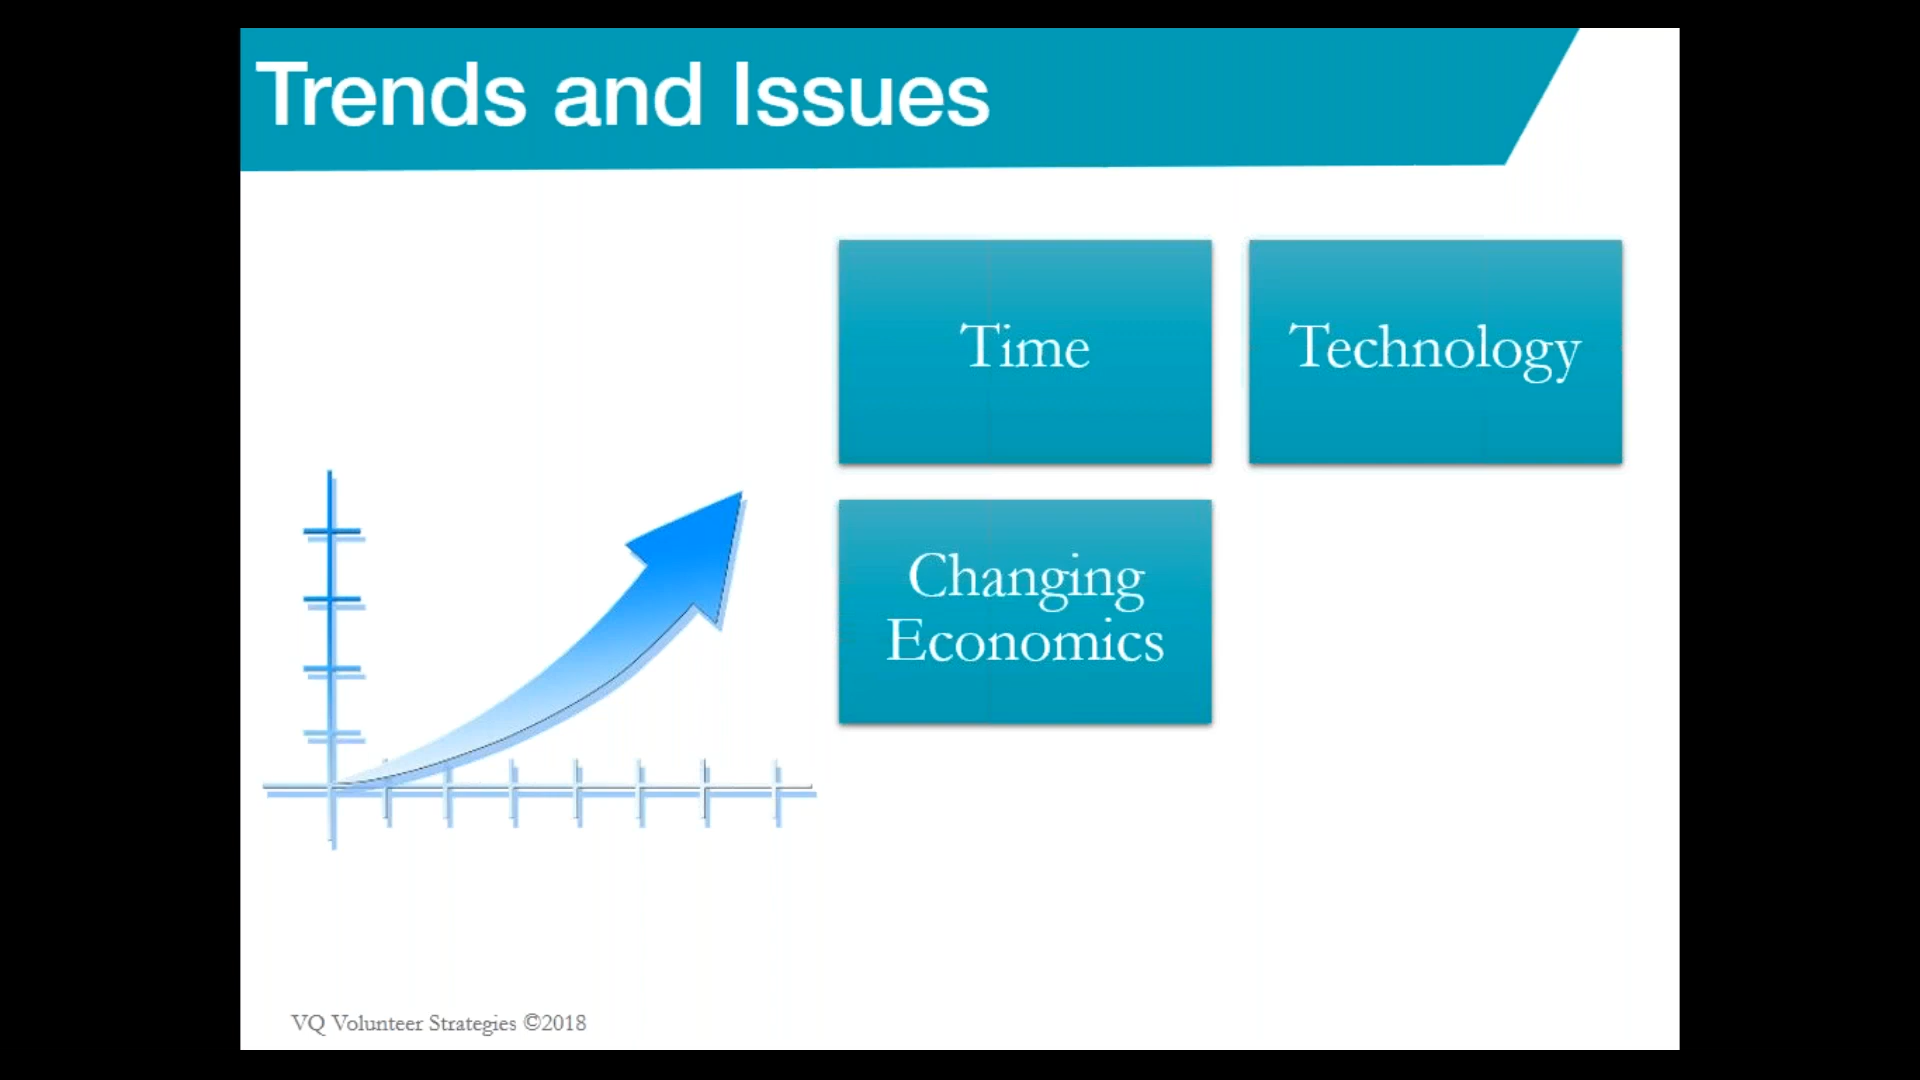 Trends and Issues
Time
Technology
Changing
Economics
VQ Volunteer Strategies ©2018